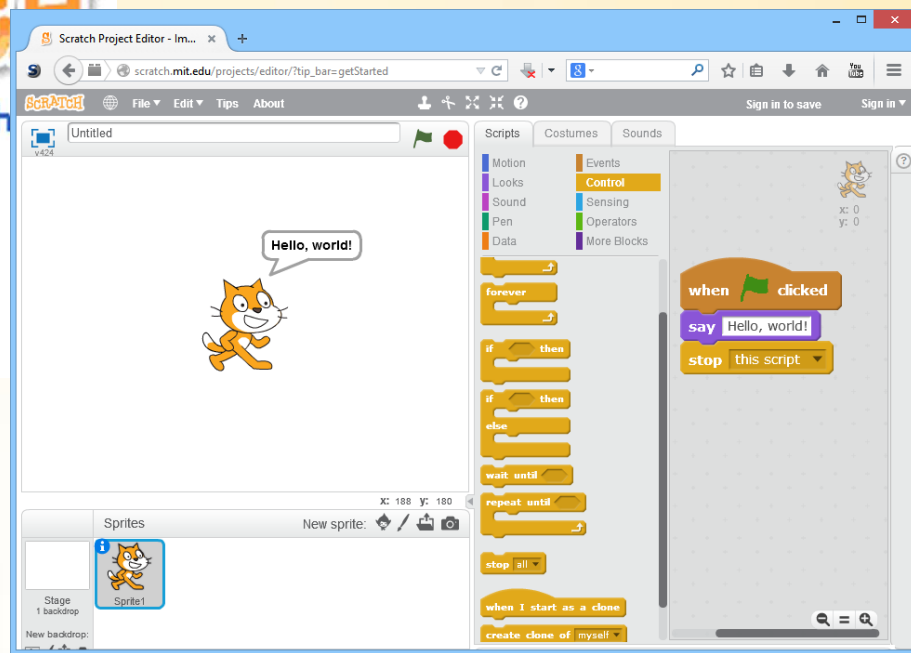 Scratch Project Editor - Im...
scratch.mit.edu/projects/editor/?tip_bar=getStarted
You
Tube
SCRATCH File Edit Tips About Sign in to save Sign in
v424
Untitled
Hello, world!
X: 188 Y: 180
Sprites New sprite:
Sprite1
Stage
1 backdrop
New backdrop:
Scripts Costumes Sounds
Motion Events
Looks Control
Sound Sensing
Pen Operators
Data More Blocks
forever
if then
if then
else
wait until
repeat until
stop all
when I start as a clone
create clone of myself
x: 0
y: 0
when clicked
say Hello, world!
stop this script